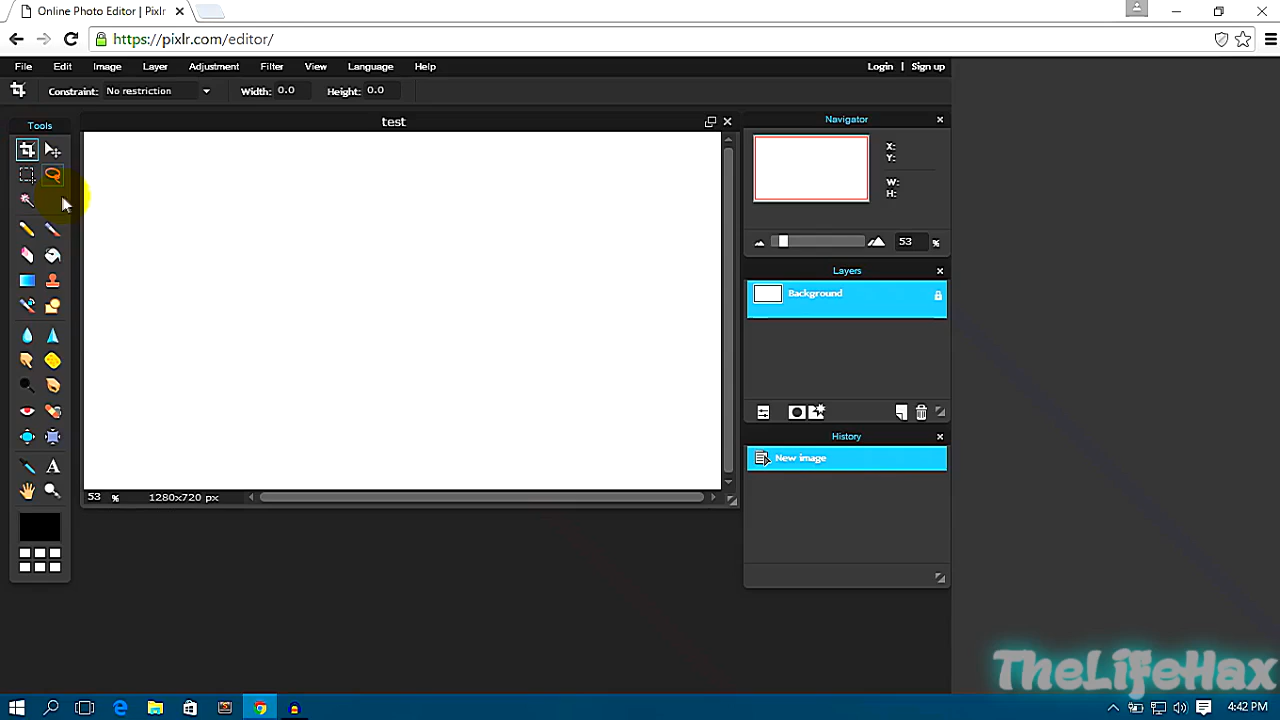 Online Photo Editor | Pixlr
https://pixlr.com/editor/
File Edit Image Layer Adjustment Filter View Language Help Login | Sign up
Constraint: No restriction Width: 0.0 Height: 0.0
Tools
test
Navigator
X:
Y:
W:
H:
53 %
Layers
Background
History
New image
53 % 1280x720 px
A
TheLifeHax
4:42 PM